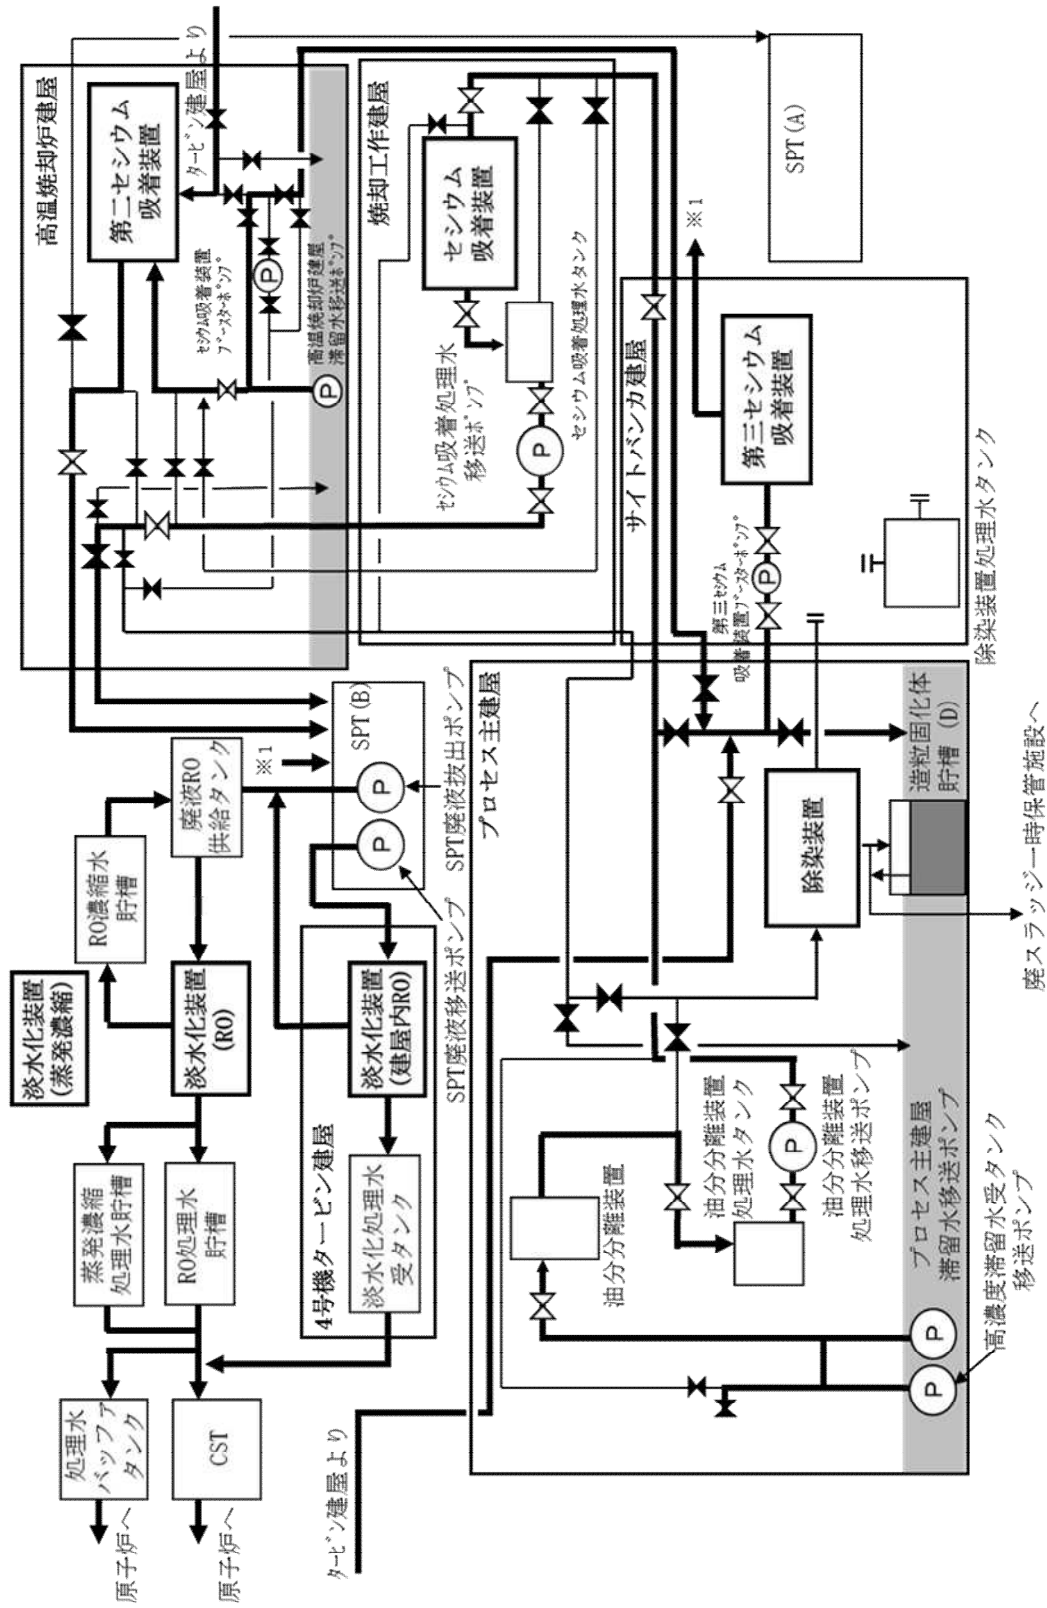 タービン建屋より
高温焼却炉建屋
第二セシウム
吸着装置
セシウム吸着装置
ブースターポンプ
高温焼却炉建屋
滞留水移送ポンプ
P
P
焼却工作建屋
セシウム
吸着装置
セシウム吸着処理水
移送ポンプ
セシウム吸着処理水タンク
P
SPT(A)
※1
サイトバンカ建屋
第三セシウム
吸着装置
第三セシウム
吸着装置ブースターポンプ
P
除染装置処理水タンク
淡水化装置
(蒸発濃縮)
RO濃縮水
貯槽
廃液RO
供給タンク
※1
SPT(B)
P
P
SPT廃液抜出ポンプ
SPT廃液移送ポンプ
淡水化装置
(RO)
蒸発濃縮
処理水貯槽
RO処理水
貯槽
4号機タービン建屋
淡水化装置
(建屋内RO)
淡水化処理水
受タンク
処理水
バッファ
タンク
CST
原子炉へ
原子炉へ
タービン建屋より
プロセス主建屋
造粒固化体
貯槽(D)
除染装置
廃スラッジ一時保管施設へ
油分分離装置
油分分離装置
処理水タンク
油分分離装置
処理水移送ポンプ
P
プロセス主建屋
滞留水移送ポンプ
P
P
高濃度滞留水受タンク
移送ポンプ